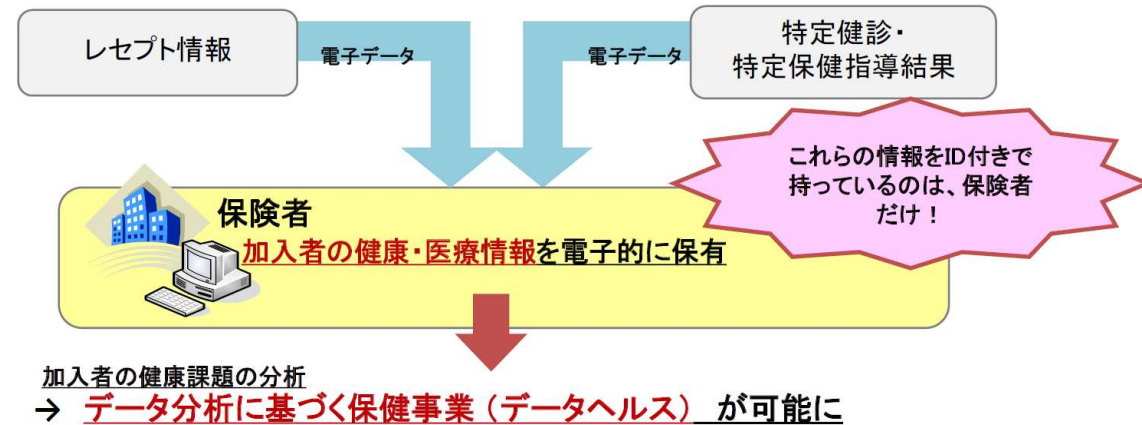 レセプト情報
電子データ
電子データ
特定健診・
特定保健指導結果
これらの情報をID付きで
持っているのは、保険者
だけ！
保険者
加入者の健康・医療情報を電子的に保有
加入者の健康課題の分析
→ データ分析に基づく保健事業（データヘルス） が可能に